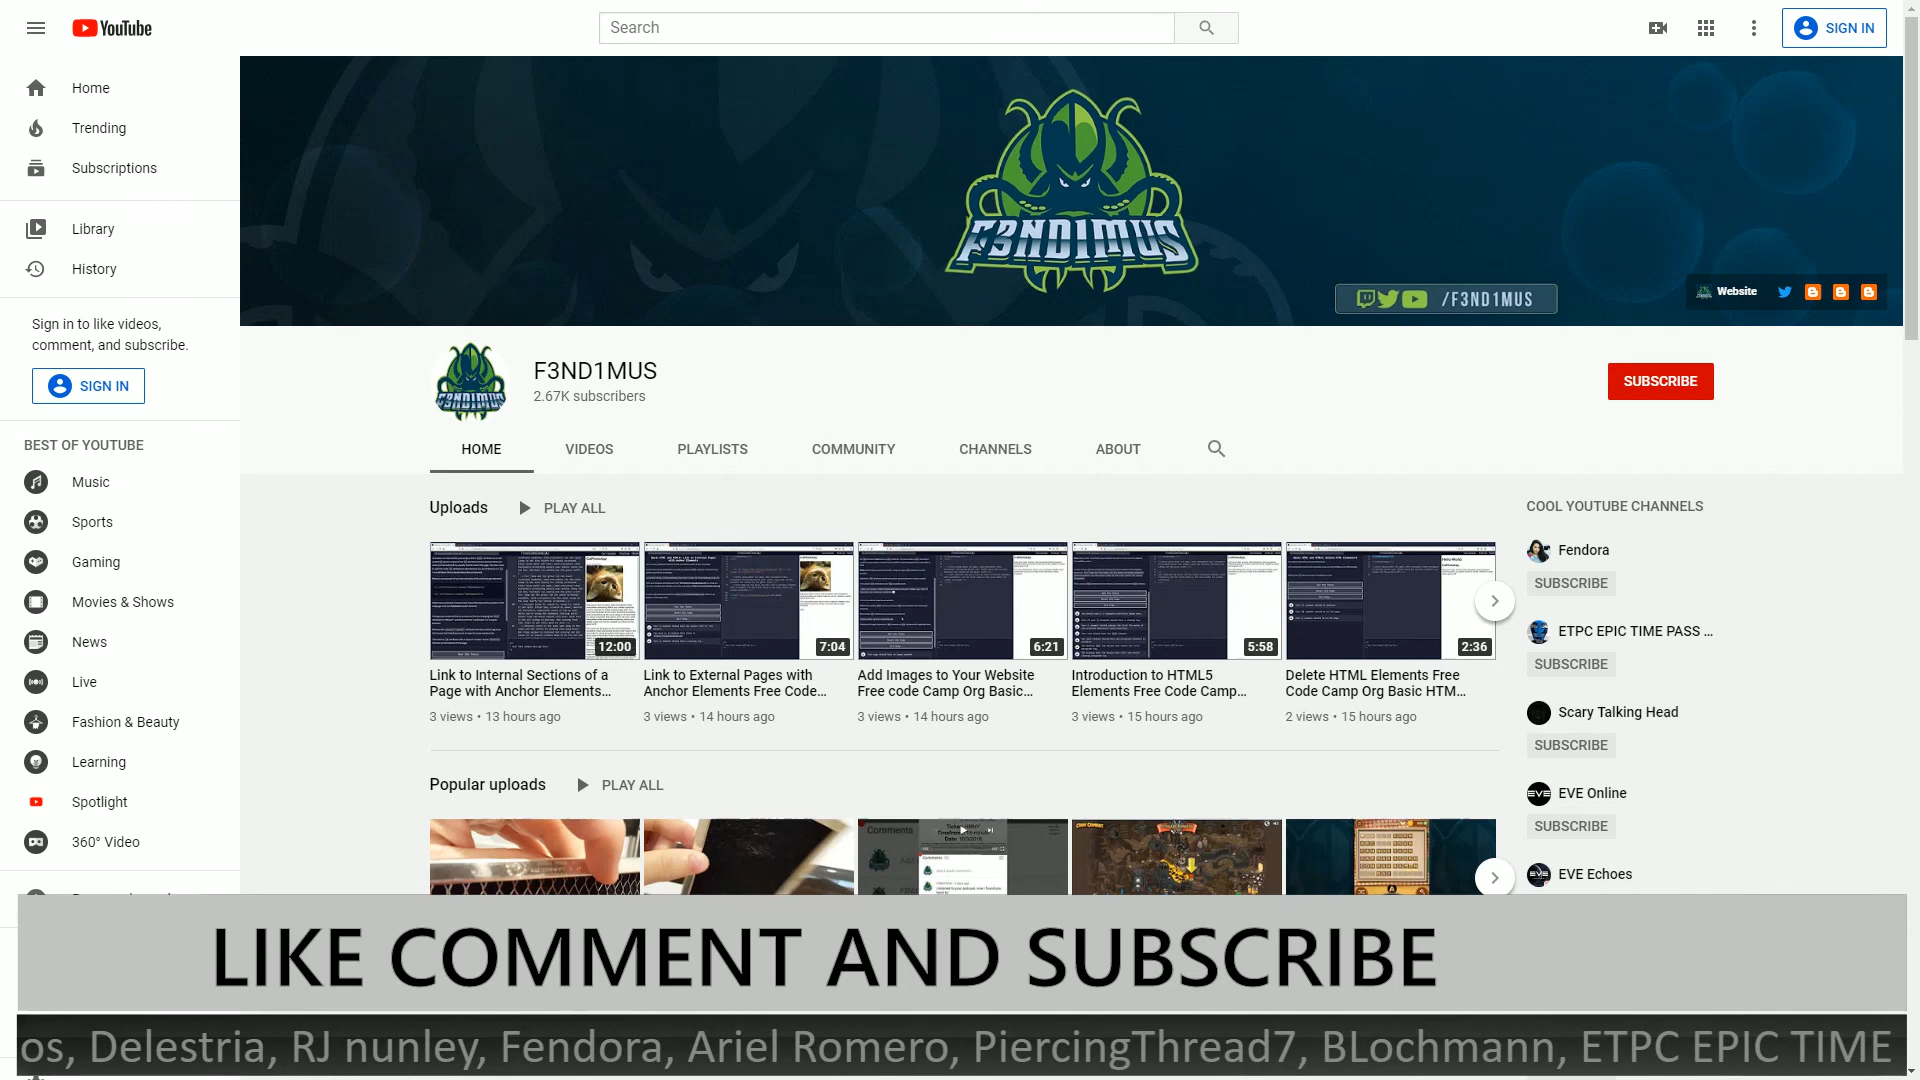 YouTube
Search
SIGN IN
Home
Trending
Subscriptions
Library
History
Sign in to like videos,
comment, and subscribe.
SIGN IN
BEST OF YOUTUBE
Music
Sports
Gaming
Movies & Shows
News
Live
Fashion & Beauty
Learning
Spotlight
360° Video
F3ND1MUS
/F3ND1MUS
Website
F3ND1MUS
2.67K subscribers
SUBSCRIBE
HOME VIDEOS PLAYLISTS COMMUNITY CHANNELS ABOUT
Uploads PLAY ALL
12:00
Link to Internal Sections of a
Page with Anchor Elements...
3 views • 13 hours ago
7:04
Link to External Pages with
Anchor Elements Free Code...
3 views • 14 hours ago
6:21
Add Images to Your Website
Free code Camp Org Basic...
3 views • 14 hours ago
5:58
Introduction to HTML5
Elements Free Code Camp...
3 views • 15 hours ago
2:36
Delete HTML Elements Free
Code Camp Org Basic HTM...
2 views • 15 hours ago
Popular uploads PLAY ALL
Comments
COOL YOUTUBE CHANNELS
Fendora
SUBSCRIBE
ETPC EPIC TIME PASS ...
SUBSCRIBE
Scary Talking Head
SUBSCRIBE
EVE Online
SUBSCRIBE
EVE Echoes
LIKE COMMENT AND SUBSCRIBE
os, Delestria, RJ nunley, Fendora, Ariel Romero, PiercingThread7, BLochmann, ETPC EPIC TIME